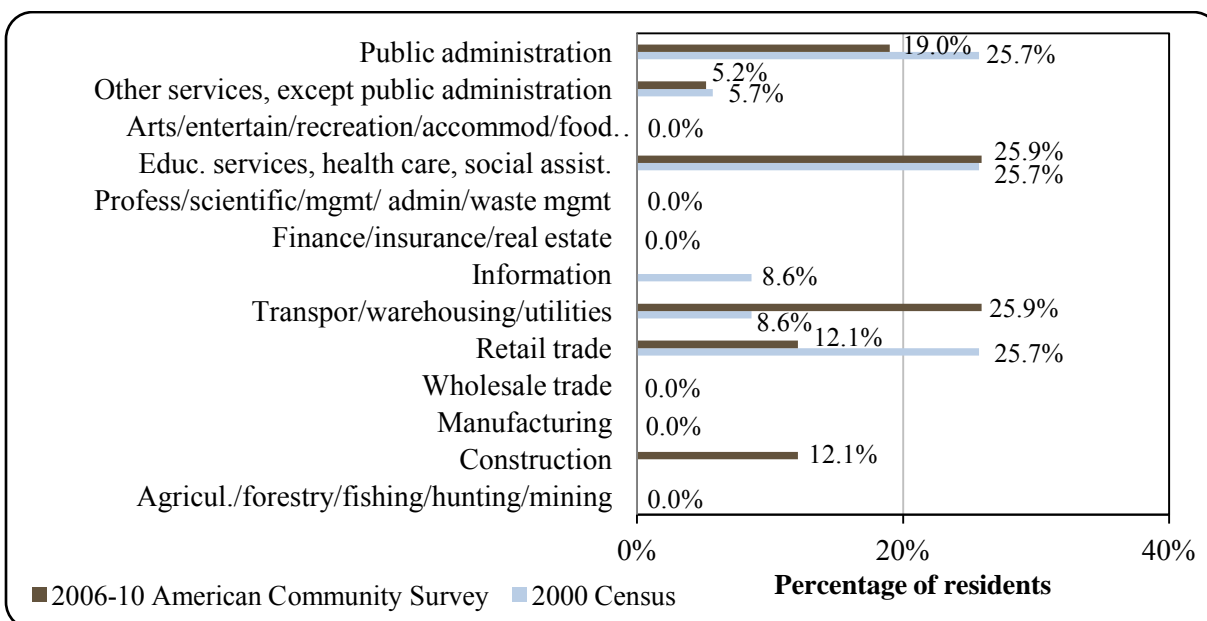 Public administration
19.0%
25.7%
Other services, except public administration
5.2%
5.7%
Arts/entertain/recreation/accommod/food..
0.0%
Educ. services, health care, social assist.
25.9%
25.7%
Profess/scientific/mgmt/ admin/waste mgmt
0.0%
Finance/insurance/real estate
0.0%
Information
8.6%
Transpor/warehousing/utilities
25.9%
8.6%
Retail trade
12.1%
25.7%
Wholesale trade
0.0%
Manufacturing
0.0%
Construction
12.1%
Agricul./forestry/fishing/hunting/mining
0.0%
0% 20% 40%
Percentage of residents
2006-10 American Community Survey 2000 Census